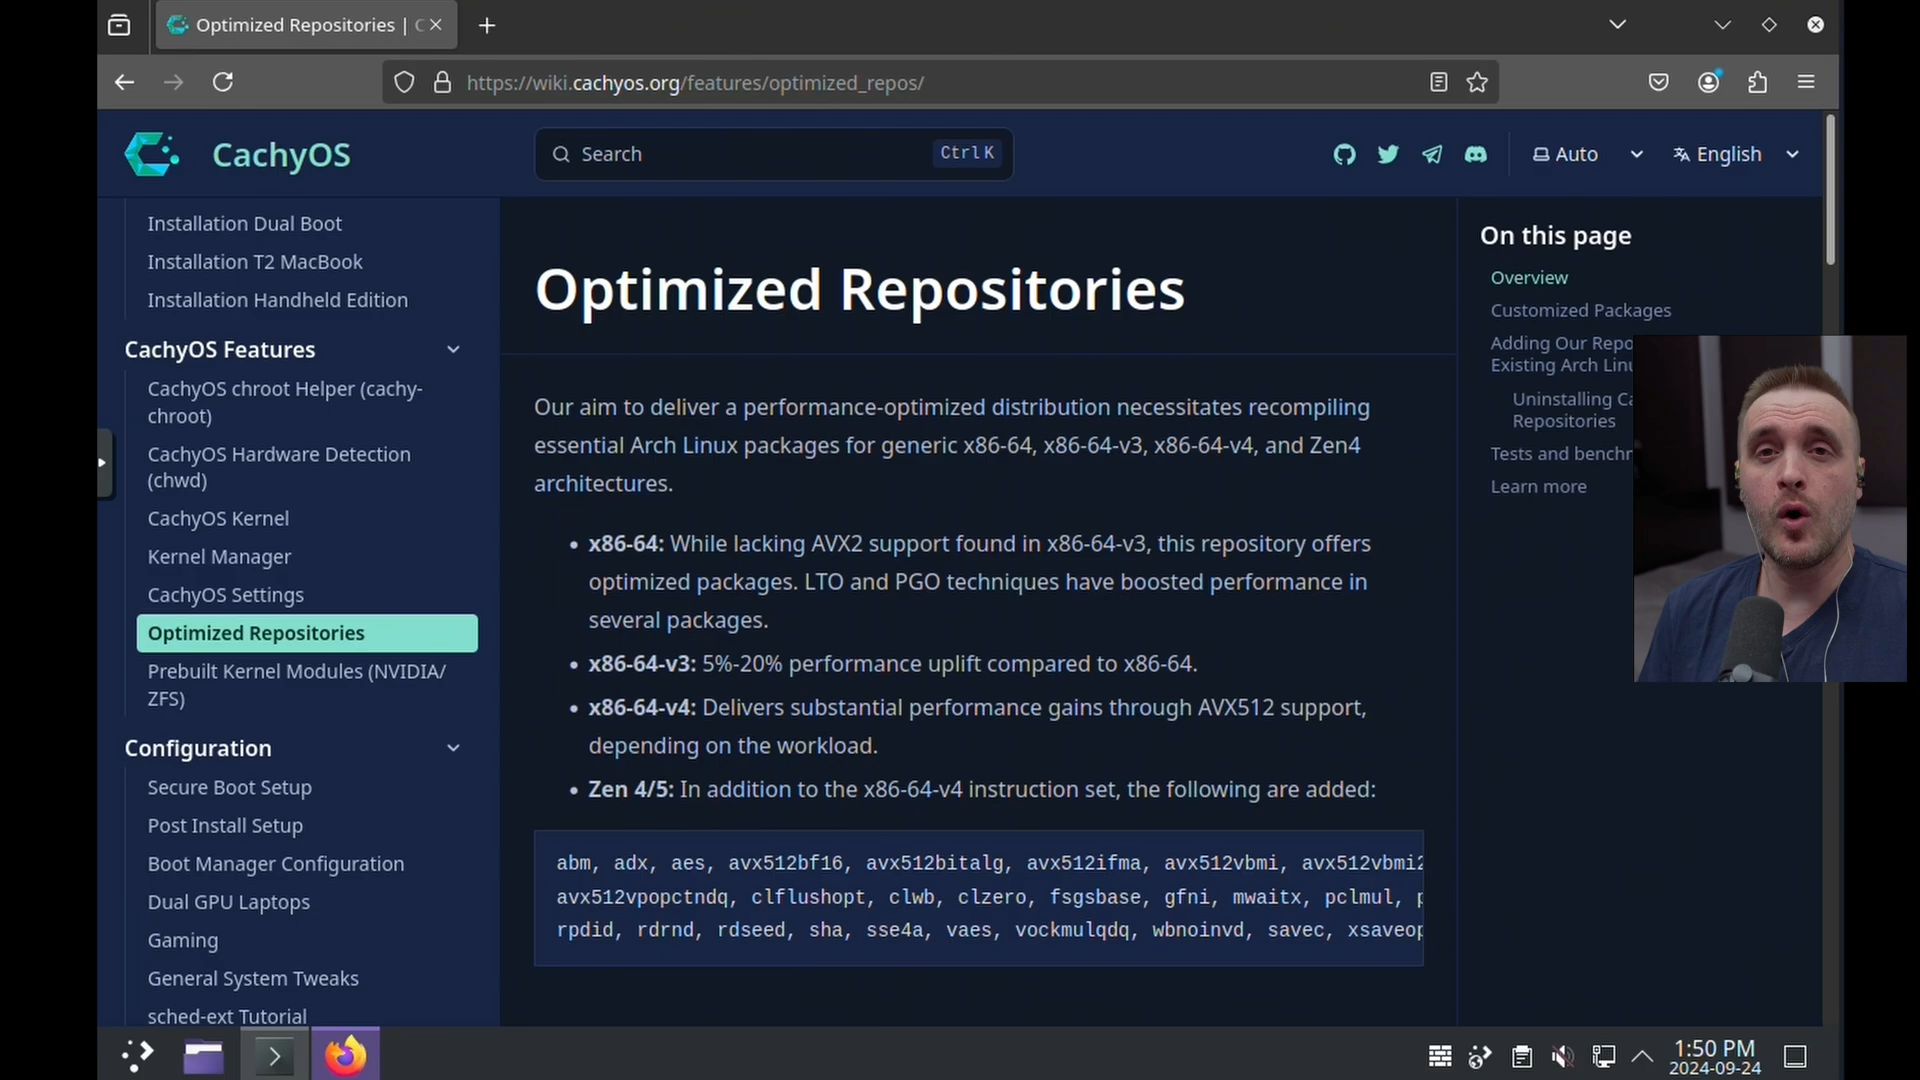 Optimized Repositories | C
https://wiki.cachyos.org/features/optimized_repos/
CachyOS
Search
Ctrl K
Auto
English
Installation Dual Boot
Installation T2 MacBook
Installation Handheld Edition
CachyOS Features
CachyOS chroot Helper (cachy-
chroot)
CachyOS Hardware Detection
(chwd)
CachyOS Kernel
Kernel Manager
CachyOS Settings
Optimized Repositories
Prebuilt Kernel Modules (NVIDIA/
ZFS)
Configuration
Secure Boot Setup
Post Install Setup
Boot Manager Configuration
Dual GPU Laptops
Gaming
General System Tweaks
sched-ext Tutorial
Optimized Repositories
Our aim to deliver a performance-optimized distribution necessitates recompiling
essential Arch Linux packages for generic x86-64, x86-64-v3, x86-64-v4, and Zen4
architectures.
• x86-64: While lacking AVX2 support found in x86-64-v3, this repository offers
optimized packages. LTO and PGO techniques have boosted performance in
several packages.
• x86-64-v3: 5%-20% performance uplift compared to x86-64.
• x86-64-v4: Delivers substantial performance gains through AVX512 support,
depending on the workload.
• Zen 4/5: In addition to the x86-64-v4 instruction set, the following are added:
abm, adx, aes, avx512bf16, avx512bitalg, avx512ifma, avx512vbmi, avx512vbmi2
avx512vpopctndq, clflushopt, clwb, clzero, fsgsbase, gfni, mwaitx, pclmul, p
rpdid, rdrnd, rdseed, sha, sse4a, vaes, vockmulqdq, wbnoinvd, savec, xsaveop
On this page
Overview
Customized Packages
Adding Our Repo
Existing Arch Linu
Uninstalling Ca
Repositories
Tests and benchm
Learn more
1:50 PM
2024-09-24